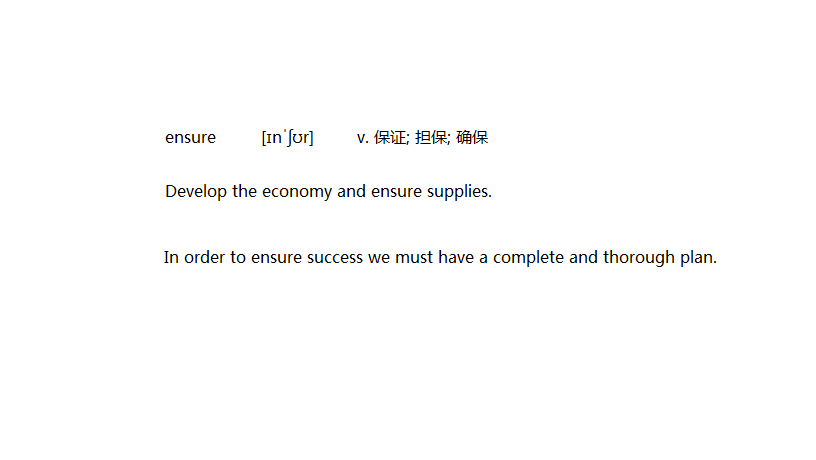 ensure [ɪnˈʃʊr] v. 保证; 担保; 确保
Develop the economy and ensure supplies.
In order to ensure success we must have a complete and thorough plan.